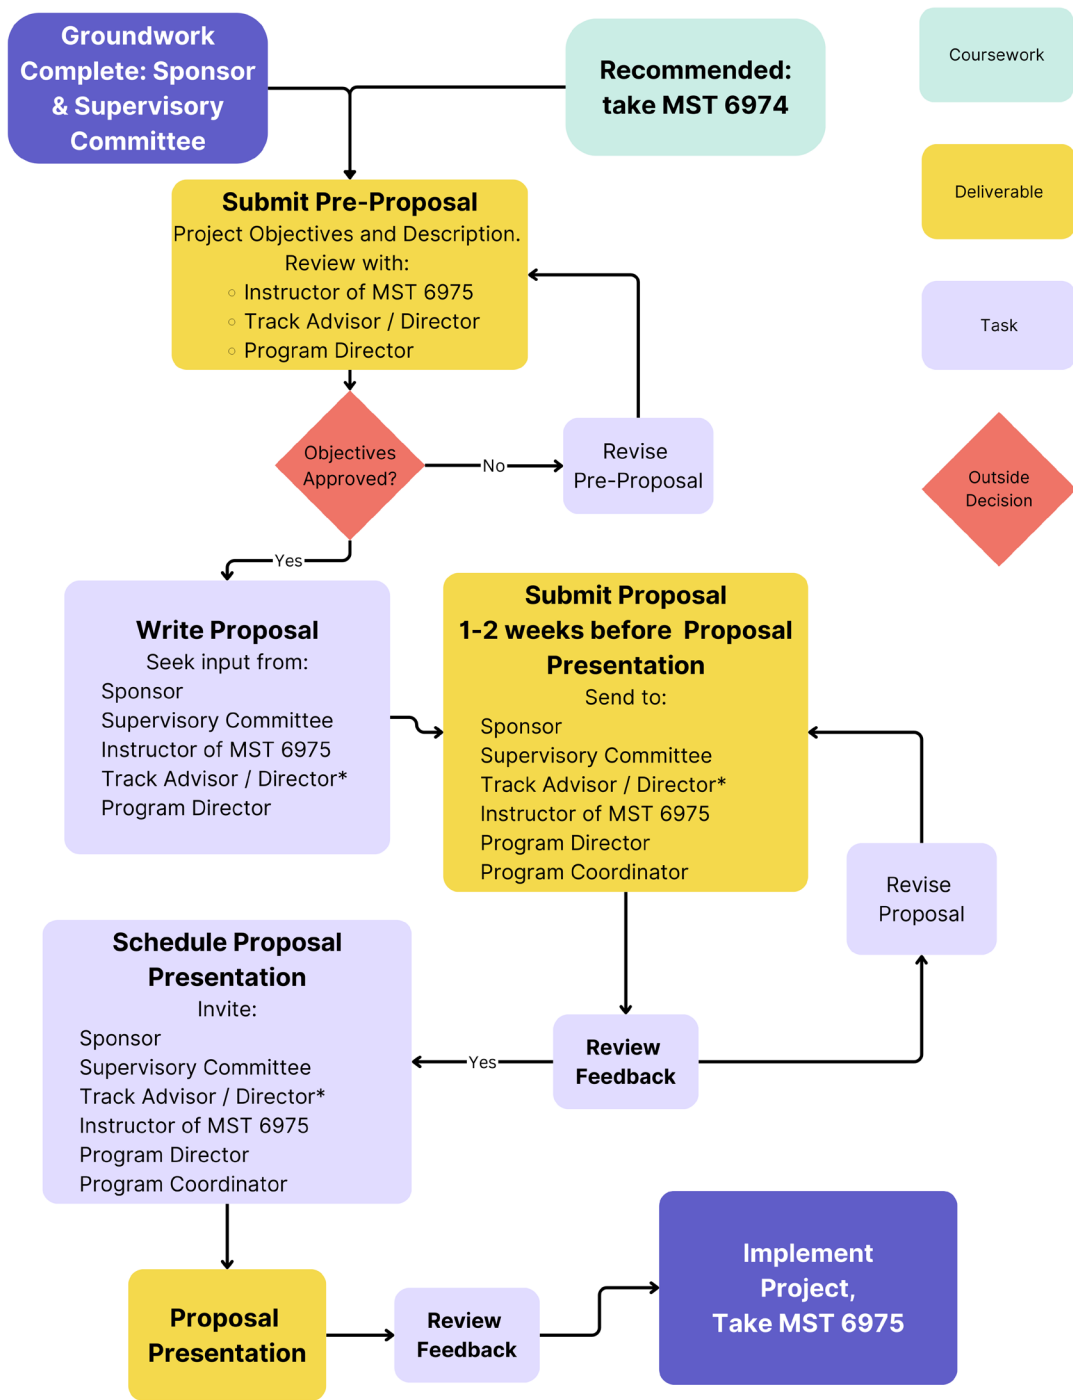 Groundwork
Complete: Sponsor
& Supervisory
Committee
Recommended:
take MST 6974
Coursework
Submit Pre-Proposal
Project Objectives and Description.
Review with:
Instructor of MST 6975
Track Advisor / Director
Program Director
Deliverable
Task
Objectives
Approved?
No
Revise
Pre-Proposal
Outside
Decision
Yes
Write Proposal
Seek input from:
Sponsor
Supervisory Committee
Instructor of MST 6975
Track Advisor / Director*
Program Director
Submit Proposal
1-2 weeks before Proposal
Presentation
Send to:
Sponsor
Supervisory Committee
Track Advisor / Director*
Instructor of MST 6975
Program Director
Program Coordinator
Revise
Proposal
Schedule Proposal
Presentation
Invite:
Sponsor
Supervisory Committee
Track Advisor / Director*
Instructor of MST 6975
Program Director
Program Coordinator
Yes
Review
Feedback
Proposal
Presentation
Review
Feedback
Implement
Project,
Take MST 6975